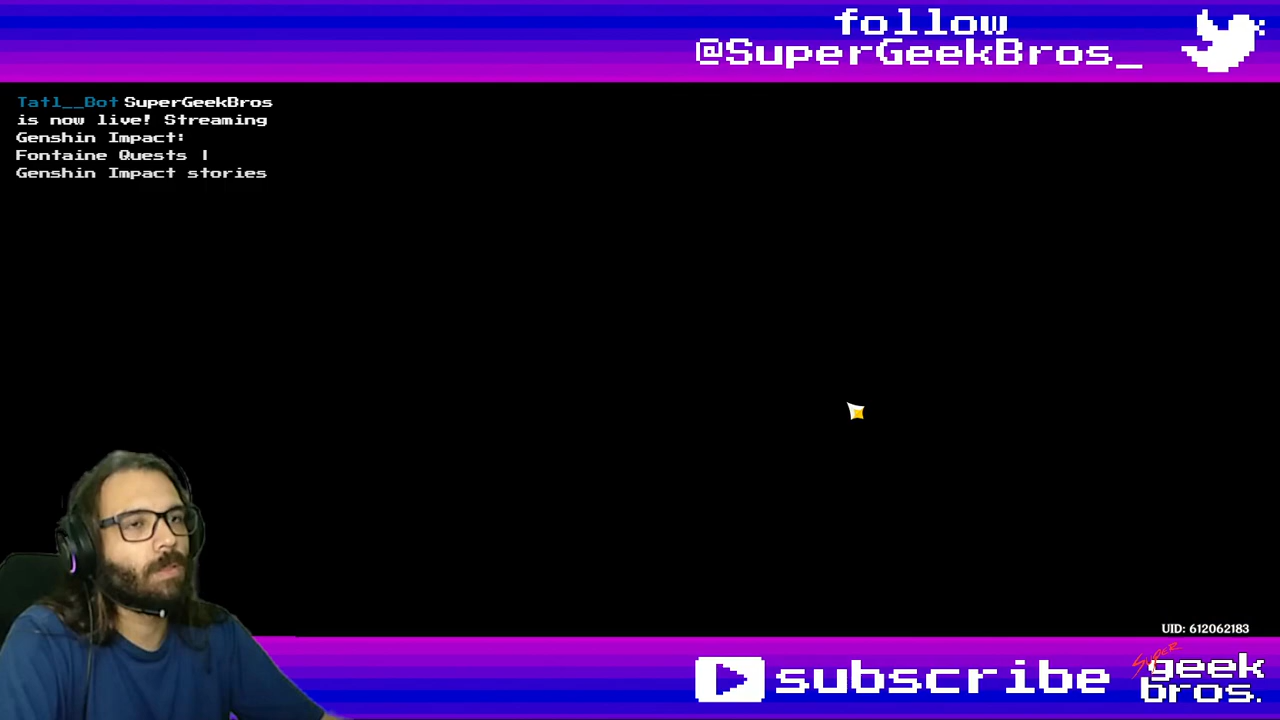 follow
@SuperGeekBros_
Tatl__Bot SuperGeekBros
is now live! Streaming
Genshin Impact:
Fontaine Quests |
Genshin Impact stories
UID: 612062183
subscribe
SUPER
geek
bros.